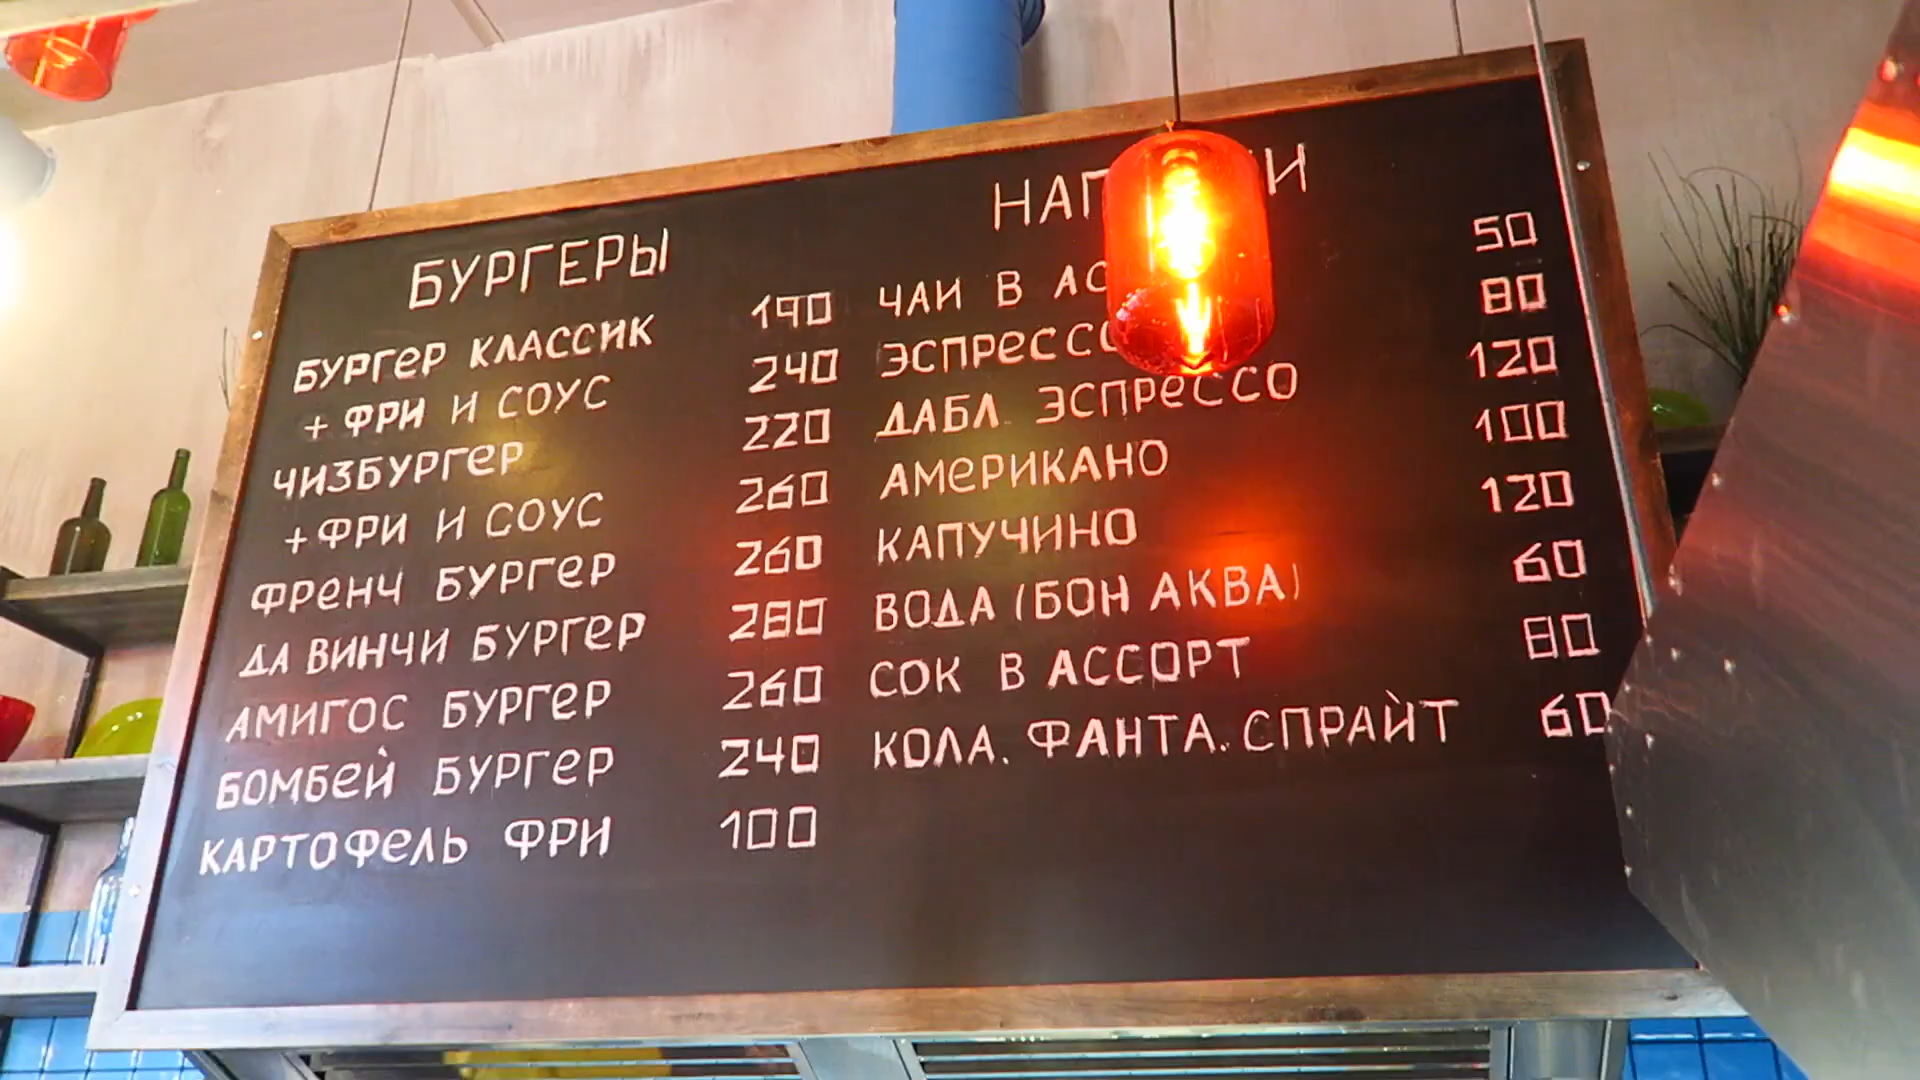 БУРГЕРЫ
БУРГЕР КЛАССИК 190
+ ФРИ И СОУС 240
ЧИЗБУРГЕР 220
+ ФРИ И СОУС 260
ФРЕНЧ БУРГЕР 260
ДА ВИНЧИ БУРГЕР 280
АМИГОС БУРГЕР 260
БОМБЕЙ БУРГЕР 240
КАРТОФЕЛЬ ФРИ 100
ЧАИ В 50
ЭСПРЕССО 80
ДАБЛ. ЭСПРЕССО 120
АМЕРИКАНО 100
КАПУЧИНО 120
ВОДА (БОН АКВА) 60
СОК В АССОРТ 80
КОЛА. ФАНТА. СПРАЙТ 60